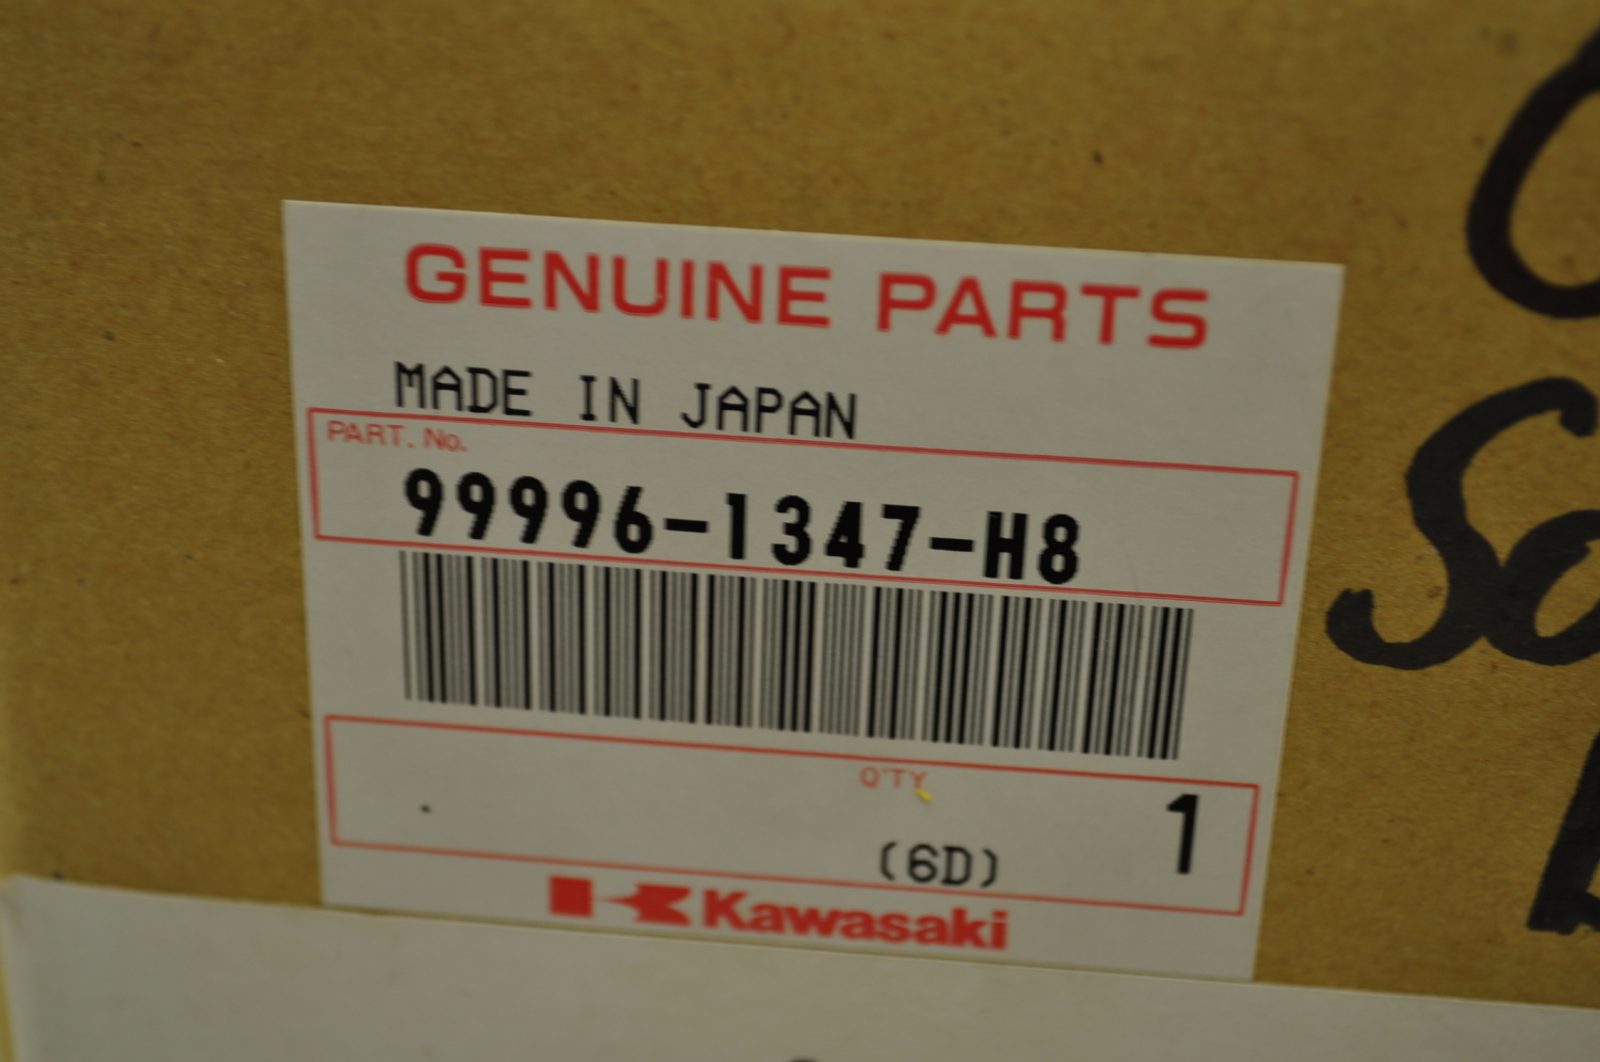 GENUINE PARTS
MADE IN JAPAN
PART. No.
99996-1347-H8
Q'TY
1
(6D)
Kawasaki